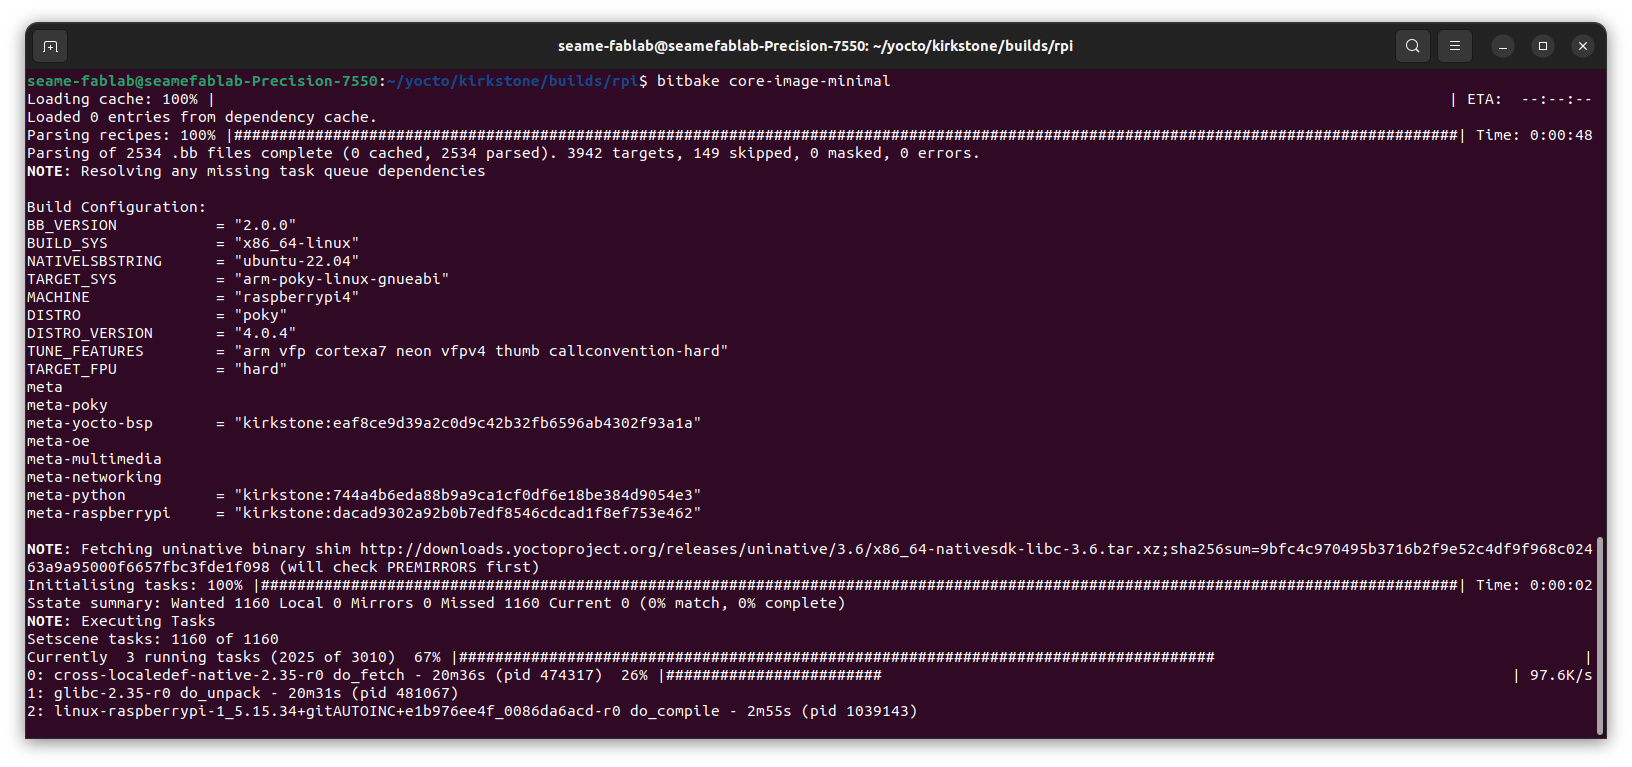 seame-fablab@seamefablab-Precision-7550: ~/yocto/kirkstone/builds/rpi
seame-fablab@seamefablab-Precision-7550:~/yocto/kirkstone/builds/rpi$ bitbake core-image-minimal
Loading cache: 100% | | ETA:  --:--:--
Loaded 0 entries from dependency cache.
Parsing recipes: 100% |########################################################################################################################################| Time: 0:00:48
Parsing of 2534 .bb files complete (0 cached, 2534 parsed). 3942 targets, 149 skipped, 0 masked, 0 errors.
NOTE: Resolving any missing task queue dependencies
Build Configuration:
BB_VERSION           = "2.0.0"
BUILD_SYS            = "x86_64-linux"
NATIVELSBSTRING      = "ubuntu-22.04"
TARGET_SYS           = "arm-poky-linux-gnueabi"
MACHINE              = "raspberrypi4"
DISTRO               = "poky"
DISTRO_VERSION       = "4.0.4"
TUNE_FEATURES        = "arm vfp cortexa7 neon vfpv4 thumb callconvention-hard"
TARGET_FPU           = "hard"
meta
meta-poky
meta-yocto-bsp       = "kirkstone:eaf8ce9d39a2c0d9c42b32fb6596ab4302f93a1a"
meta-oe
meta-multimedia
meta-networking
meta-python          = "kirkstone:744a4b6eda88b9a9ca1cf0df6e18be384d9054e3"
meta-raspberrypi     = "kirkstone:dacad9302a92b0b7edf8546cdcad1f8ef753e462"
NOTE: Fetching uninative binary shim http://downloads.yoctoproject.org/releases/uninative/3.6/x86_64-nativesdk-libc-3.6.tar.xz;sha256sum=9bfc4c970495b3716b2f9e52c4df9f968c024
63a9a95000f6657fbc3fde1f098 (will check PREMIRRORS first)
Initialising tasks: 100% |#####################################################################################################################################| Time: 0:00:02
Sstate summary: Wanted 1160 Local 0 Mirrors 0 Missed 1160 Current 0 (0% match, 0% complete)
NOTE: Executing Tasks
Setscene tasks: 1160 of 1160
Currently  3 running tasks (2025 of 3010)  67% |#################################################################################### |
0: cross-localedef-native-2.35-r0 do_fetch - 20m36s (pid 474317)  26% |######################## | 97.6K/s
1: glibc-2.35-r0 do_unpack - 20m31s (pid 481067)
2: linux-raspberrypi-1_5.15.34+gitAUTOINC+e1b976ee4f_0086da6acd-r0 do_compile - 2m55s (pid 1039143)